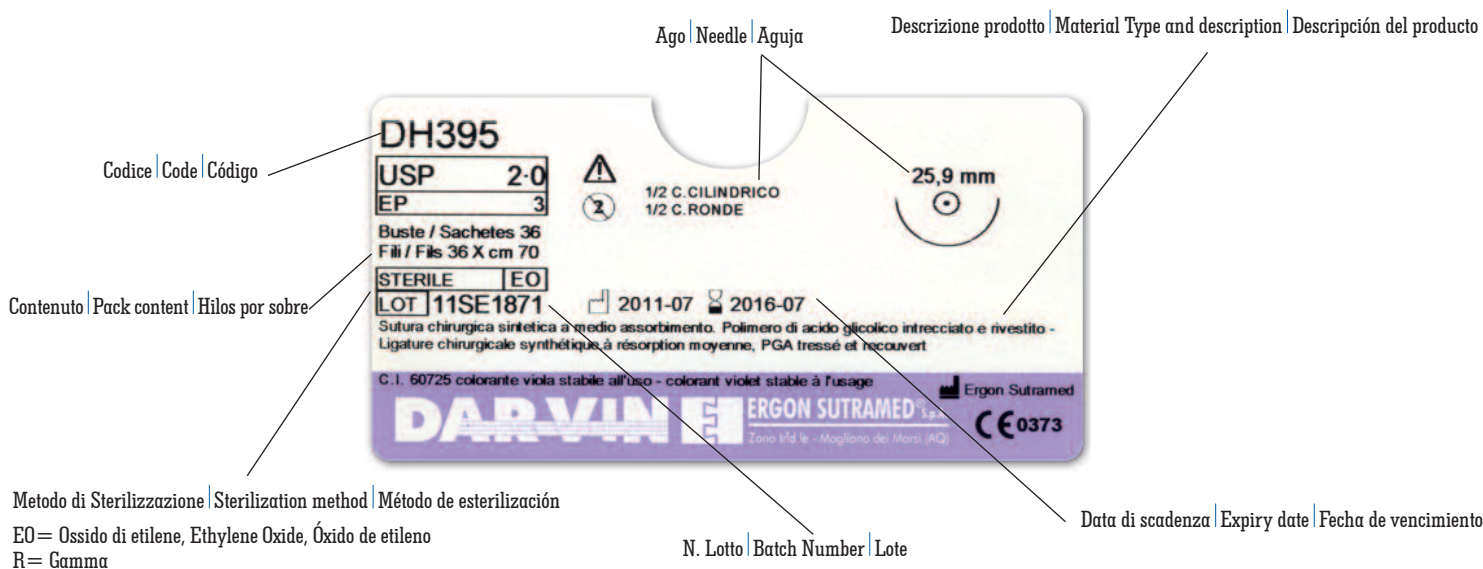 Ago | Needle | Aguja
Descrizione prodotto | Material Type and description | Descripción del producto
DH395
Codice | Code | Código
USP 2-0
EP 3
1/2 C.CILINDRICO
1/2 C.RONDE
25,9 mm
2
Buste / Sachetes 36
Fili / Fils 36 X cm 70
STERILE EO
Contenuto | Pack content | Hilos por sobre
LOT 11SE1871
2011-07 2016-07
Sutura chirurgica sintetica a medio assorbimento. Polimero di acido glicolico intrecciato e rivestito -
Ligature chirurgicale synthétique à résorption moyenne, PGA tressé et recouvert
C.I. 60725 colorante viola stabile all'uso - colorant violet stable à l'usage
Ergon Sutramed
DAR-VIN E ERGON SUTRAMED® S.p.A.
Zona Ind.le - Magliano dei Marsi (AQ)
CE 0373
Metodo di Sterilizzazione | Sterilization method | Método de esterilización
EO= Ossido di etilene, Ethylene Oxide, Óxido de etileno
R= Gamma
N. Lotto | Batch Number | Lote
Data di scadenza | Expiry date | Fecha de vencimiento